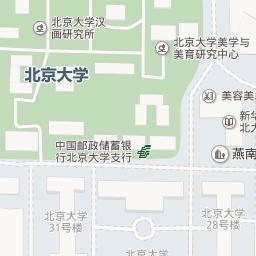 北京大学汉
画研究所
北京大学美学与
美育研究中心
北京大学
美容美
新华
北大
中国邮政储蓄银
行北京大学支行
燕南
北京大学
31号楼
北京大学
28号楼
北京大学